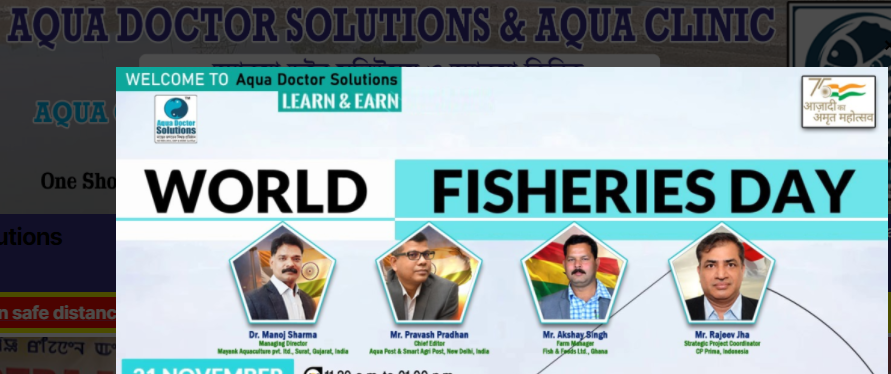 AQUA DOCTOR SOLUTIONS & AQUA CLINIC
WELCOME TO Aqua Doctor Solutions
LEARN & EARN
Aqua Doctor
Solutions
आज़ादी का
अमृत महोत्सव
AQUA
One Sho
WORLD FISHERIES DAY
utions
n safe distanc
Dr. Manoj Sharma
Managing Director
Mayank Aquaculture pvt. ltd., Surat, Gujarat, India
Mr. Pravash Pradhan
Chief Editor
Aqua Post & Smart Agri Post, New Delhi, India
Mr. Akshay Singh
Farm Manager
Fish & Feeds Ltd., Ghana
Mr. Rajeev Jha
Strategic Project Coordinator
CP Prima, Indonesia
21 NOVEMBER